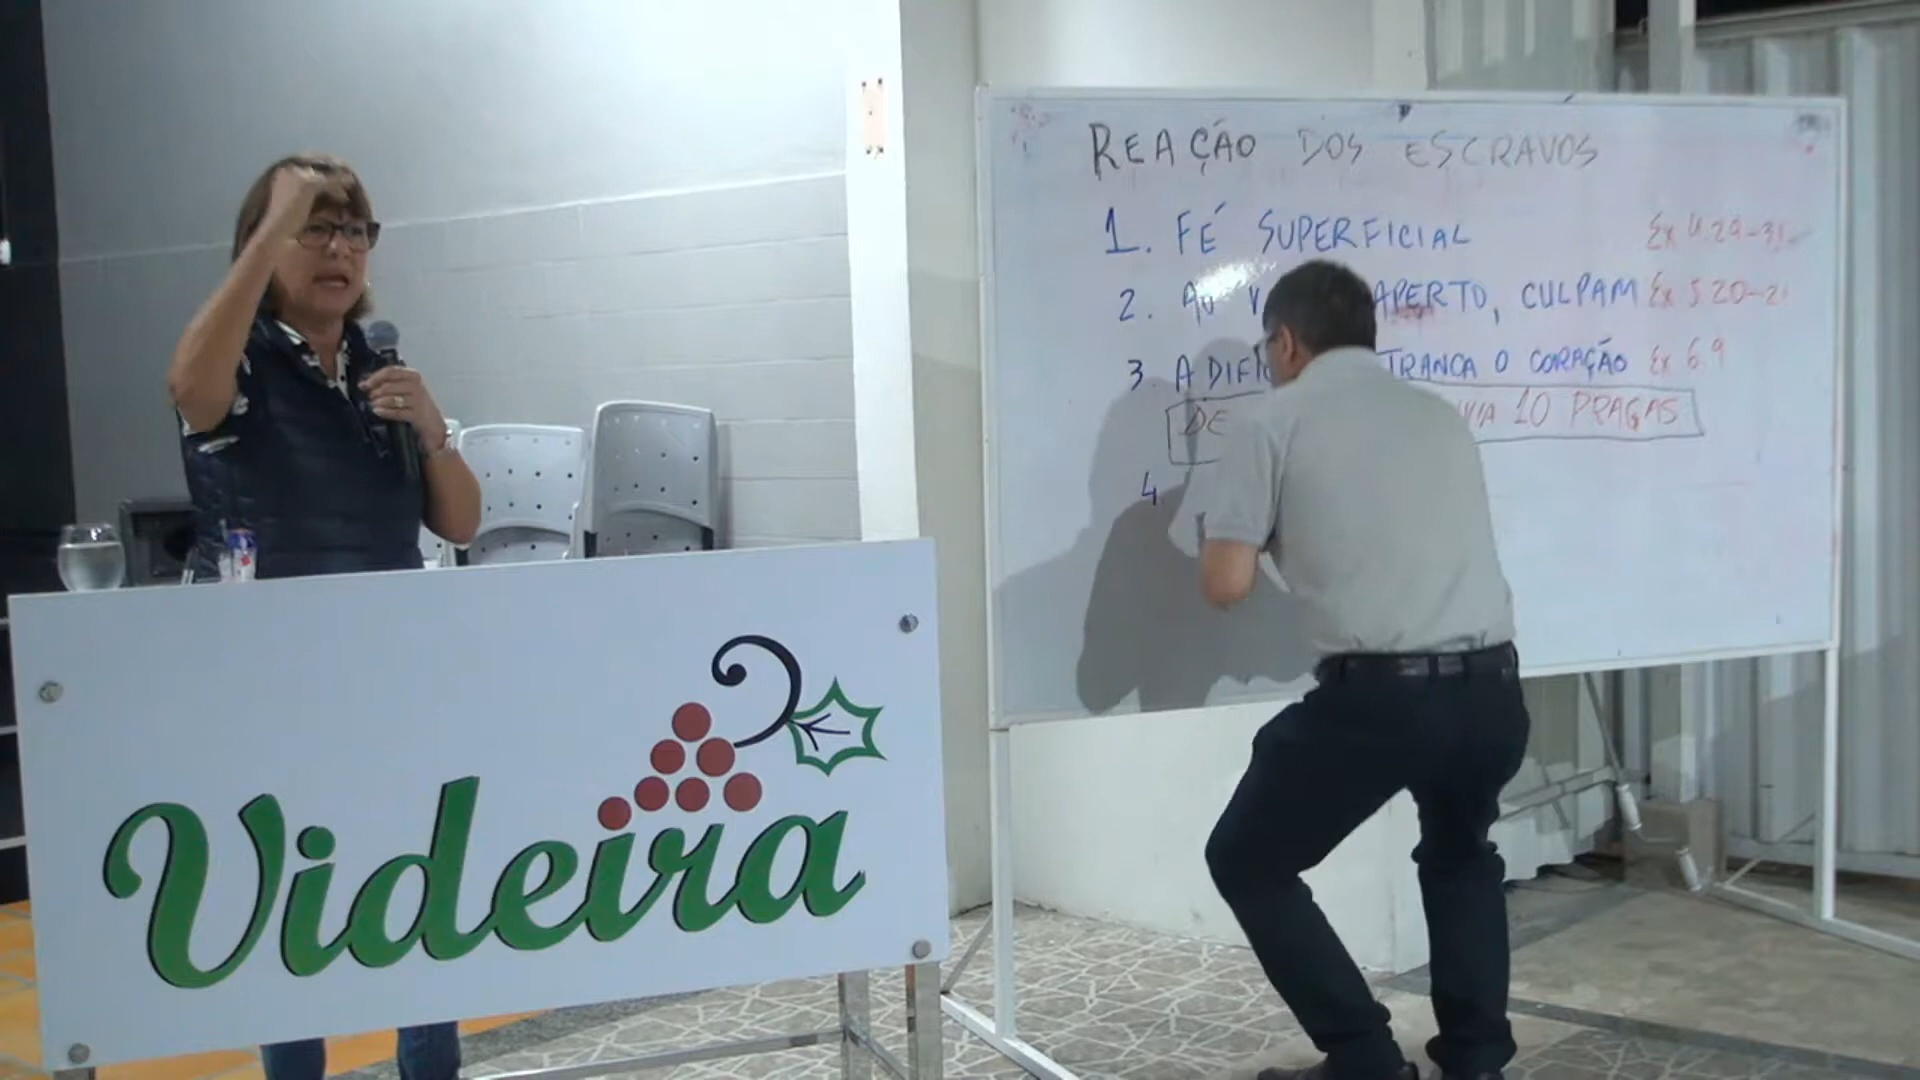 REAÇÃO DOS ESCRAVOS
1. FÉ SUPERFICIAL Ex 4.29-31
2. APERTO, CULPAM Ex 5.20-21
3. A TRANCA O CORAÇÃO Ex 6.9
DE 10 PRAGAS
4.
Videira